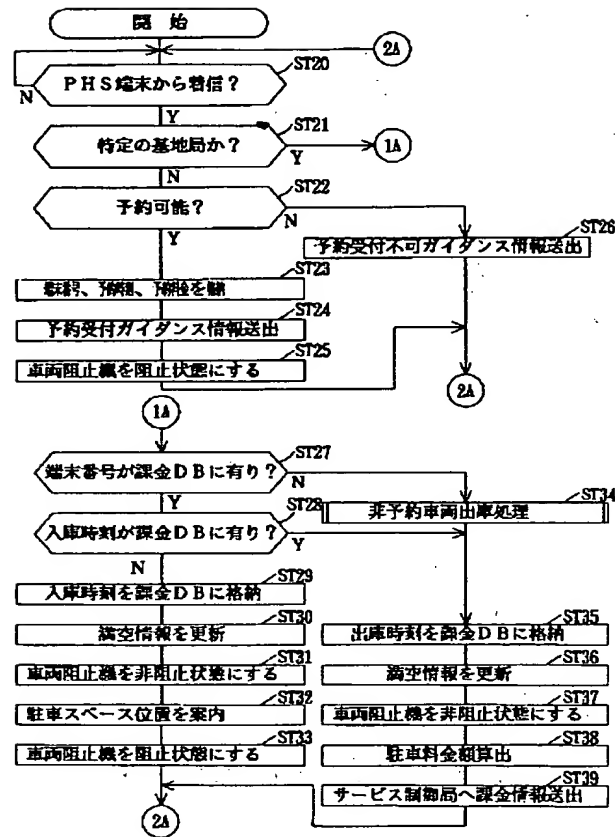 開始
2A
ST20
PHS端末から着信?
N
Y
ST21
特定の基地局か?
Y
1A
N
ST22
予約可能?
N
Y
ST26
予約受付不可ガイダンス情報送出
ST23
ST24
予約受付ガイダンス情報送出
ST25
車両阻止機を阻止状態にする
2A
1A
ST27
端末番号が課金DBに有り?
N
Y
ST28
入庫時刻が課金DBに有り?
Y
N
ST34
非予約車両出庫処理
ST29
入庫時刻を課金DBに格納
ST30
満空情報を更新
ST31
車両阻止機を非阻止状態にする
ST32
駐車スペース位置を案内
ST33
車両阻止機を阻止状態にする
2A
ST35
出庫時刻を課金DBに格納
ST36
満空情報を更新
ST37
車両阻止機を非阻止状態にする
ST38
駐車料金額算出
ST39
サービス制御局へ課金情報送出